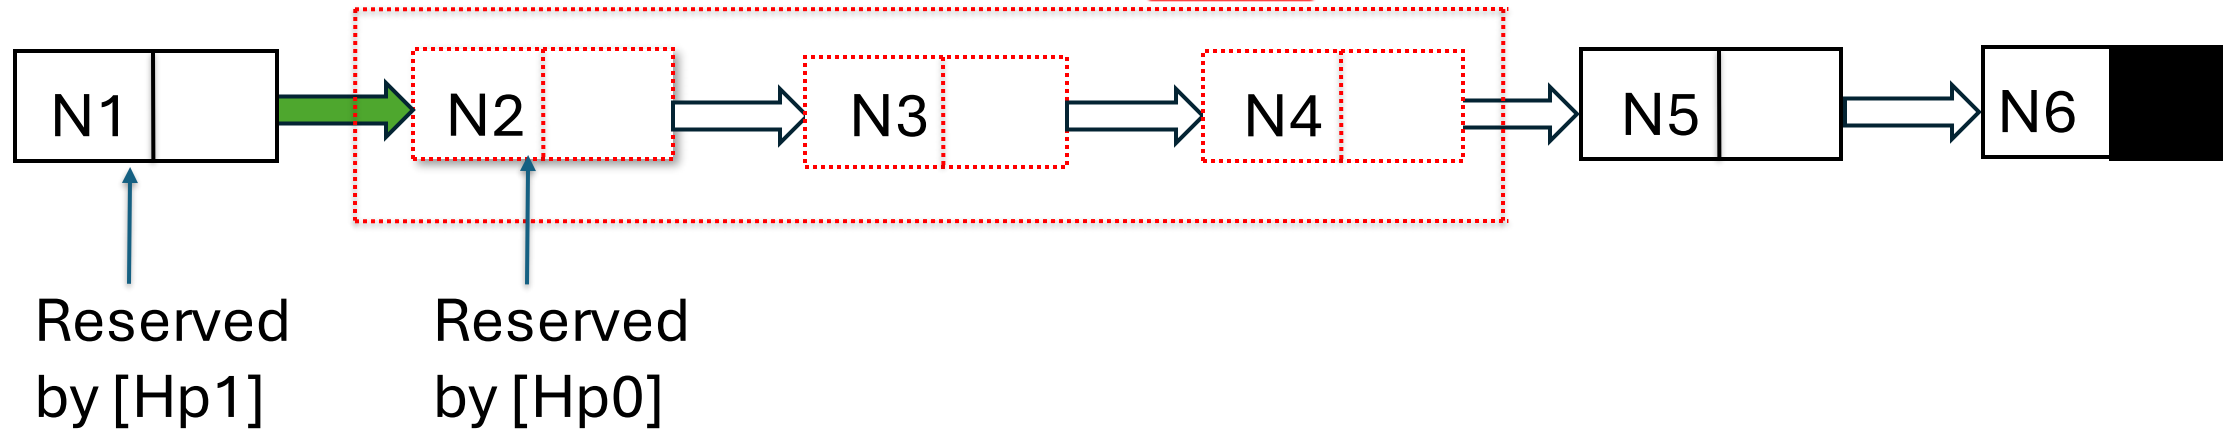 N1
N2
N3
N4
N5
N6
Reserved
by [Hp1]
Reserved
by [Hp0]